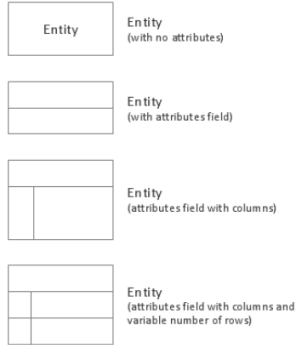 Entity
Entity
(with no attributes)
Entity
(with attributes field)
Entity
(attributes field with columns)
Entity
(attributes field with columns and
variable number of rows)